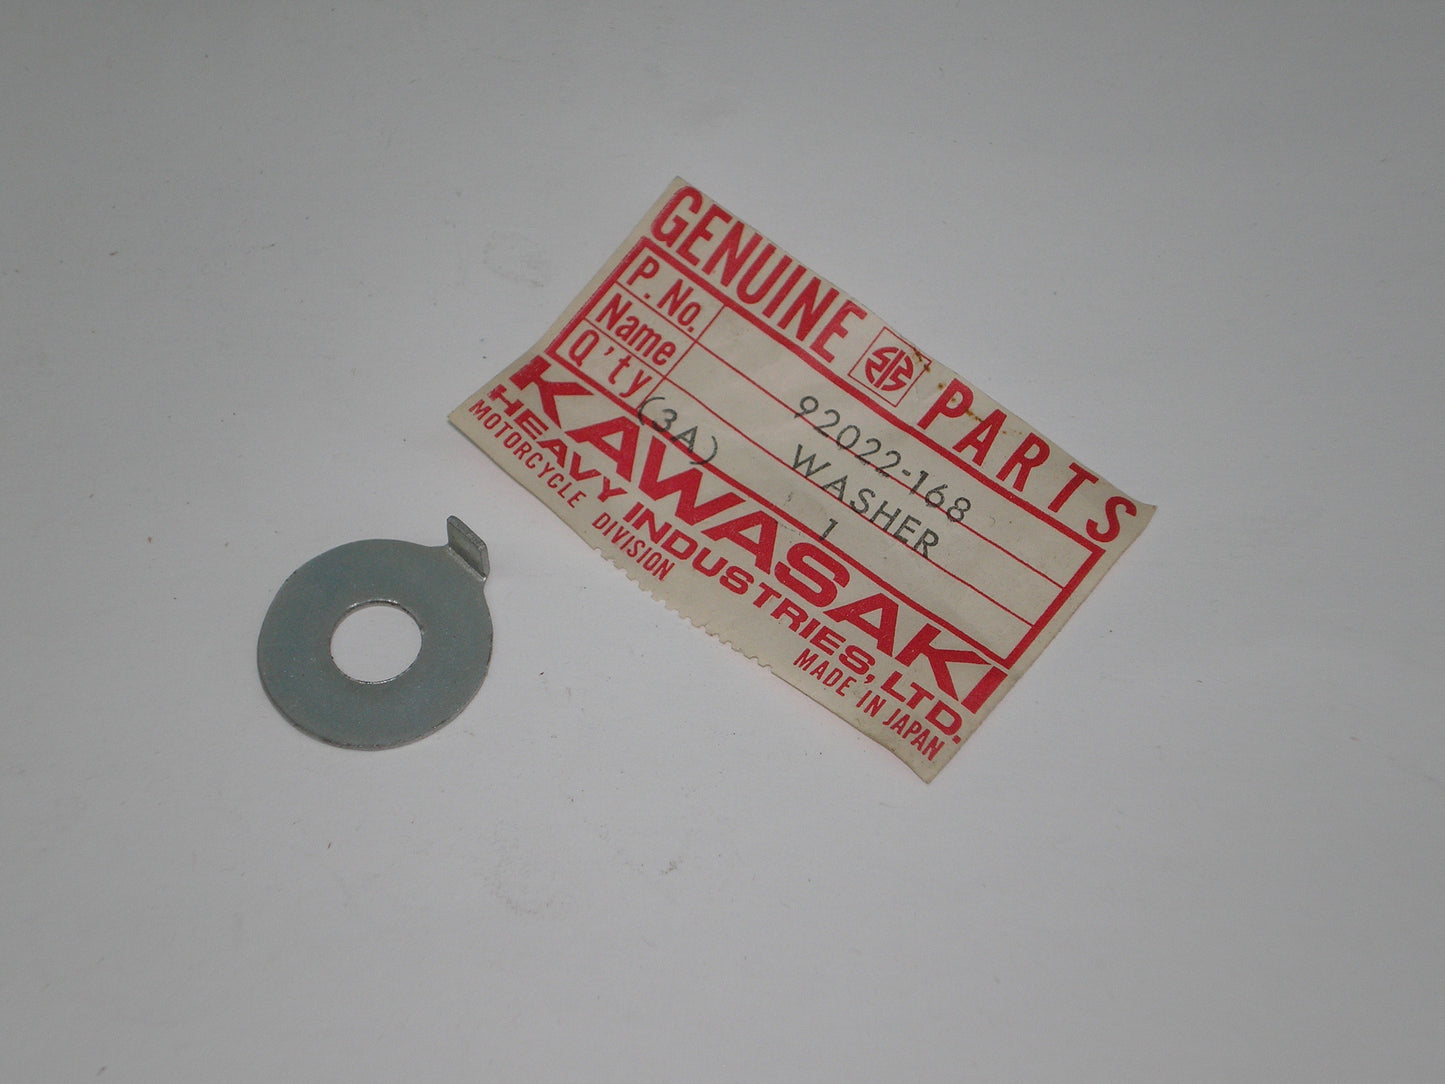 GENUINE PARTS
P. No. 92022-168
Name WASHER
Q'ty (3A) 1
KAWASAKI
HEAVY INDUSTRIES, LTD.
MOTORCYCLE DIVISION MADE IN JAPAN